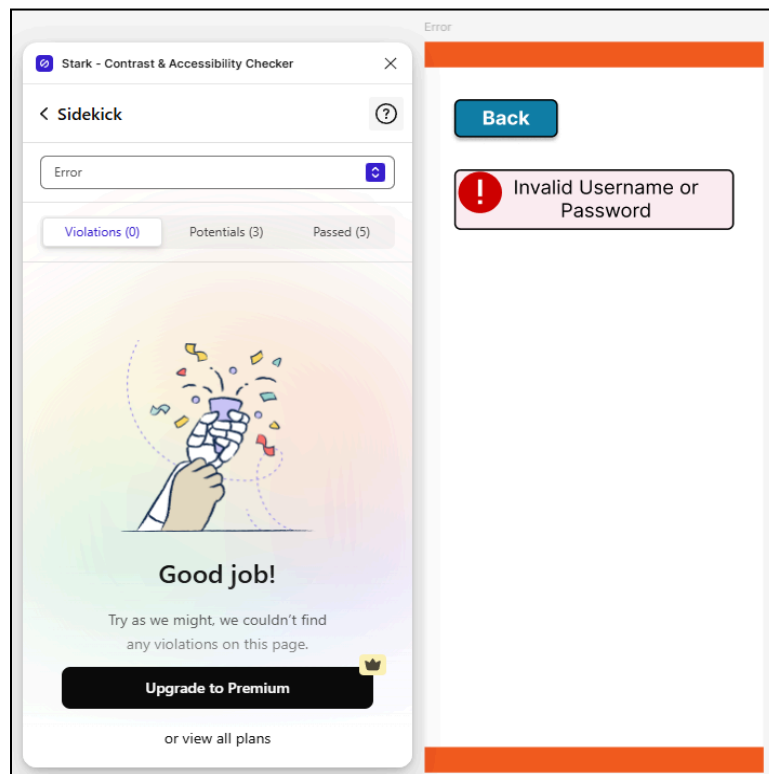 Error
Stark - Contrast & Accessibility Checker
Sidekick
?
Error
Violations (0) Potentials (3) Passed (5)
Good job!
Try as we might, we couldn't find
any violations on this page.
Upgrade to Premium
or view all plans
Back
! Invalid Username or
Password